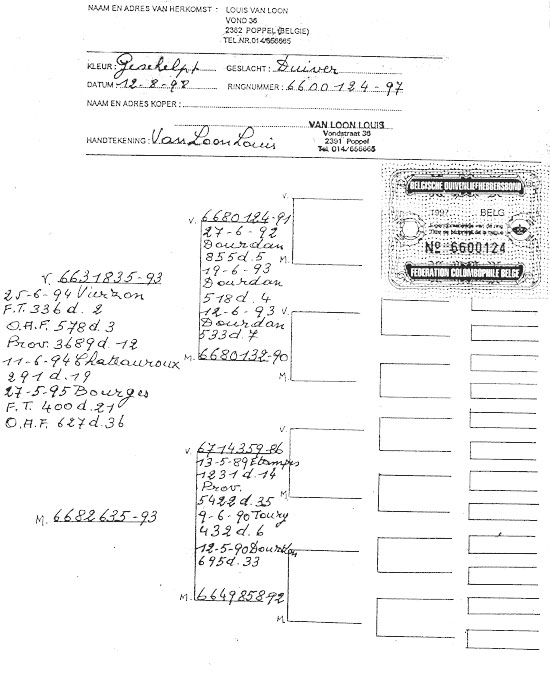 NAAM EN ADRES VAN HERKOMST : LOUIS VAN LOON
VOND 36
2382 POPPEL (BELGIE)
TEL.NR.014/656665
KLEUR: Geschelpt GESLACHT: Duiver
DATUM: 12-8-98 RINGNUMMER: 6600124-97
NAAM EN ADRES KOPER :
VAN LOON LOUIS
Vondstraat 36
2391 Poppel
Tel. 014/656665
HANDTEKENING: Van Loon Louis
BELGISCHE DUIVENLIEFHEBBERSBOND
1997 BELG
Nº 6600124
FEDERATION COLOMBOPHILE BELGE
V.
V. 6680124-91
27-6-92
Dourdan
855 d. 5
M.
19-6-93
Dourdan
518 d. 4
12-6-93 V.
Dourdan
533 d. 7
M. 6680132-90
M.
V. 6631835-93
25-6-94 Vierzon
F.T. 336 d. 2
O.A.F. 578 d. 3
Prov. 3689 d. 12
11-6-94 Chateauroux
291 d. 19
27-5-95 Bourges
F.T. 400 d. 21
O.A.F. 627 d. 36
V.
V. 6714359-86
13-5-89 Etampes
1231 d. 14
Prov.
5422 d. 35
M.
9-6-90 Toury
432 d. 6
V.
12-5-90 Dourdan
695 d. 33
M. 664985892
M.
M. 6682635-93